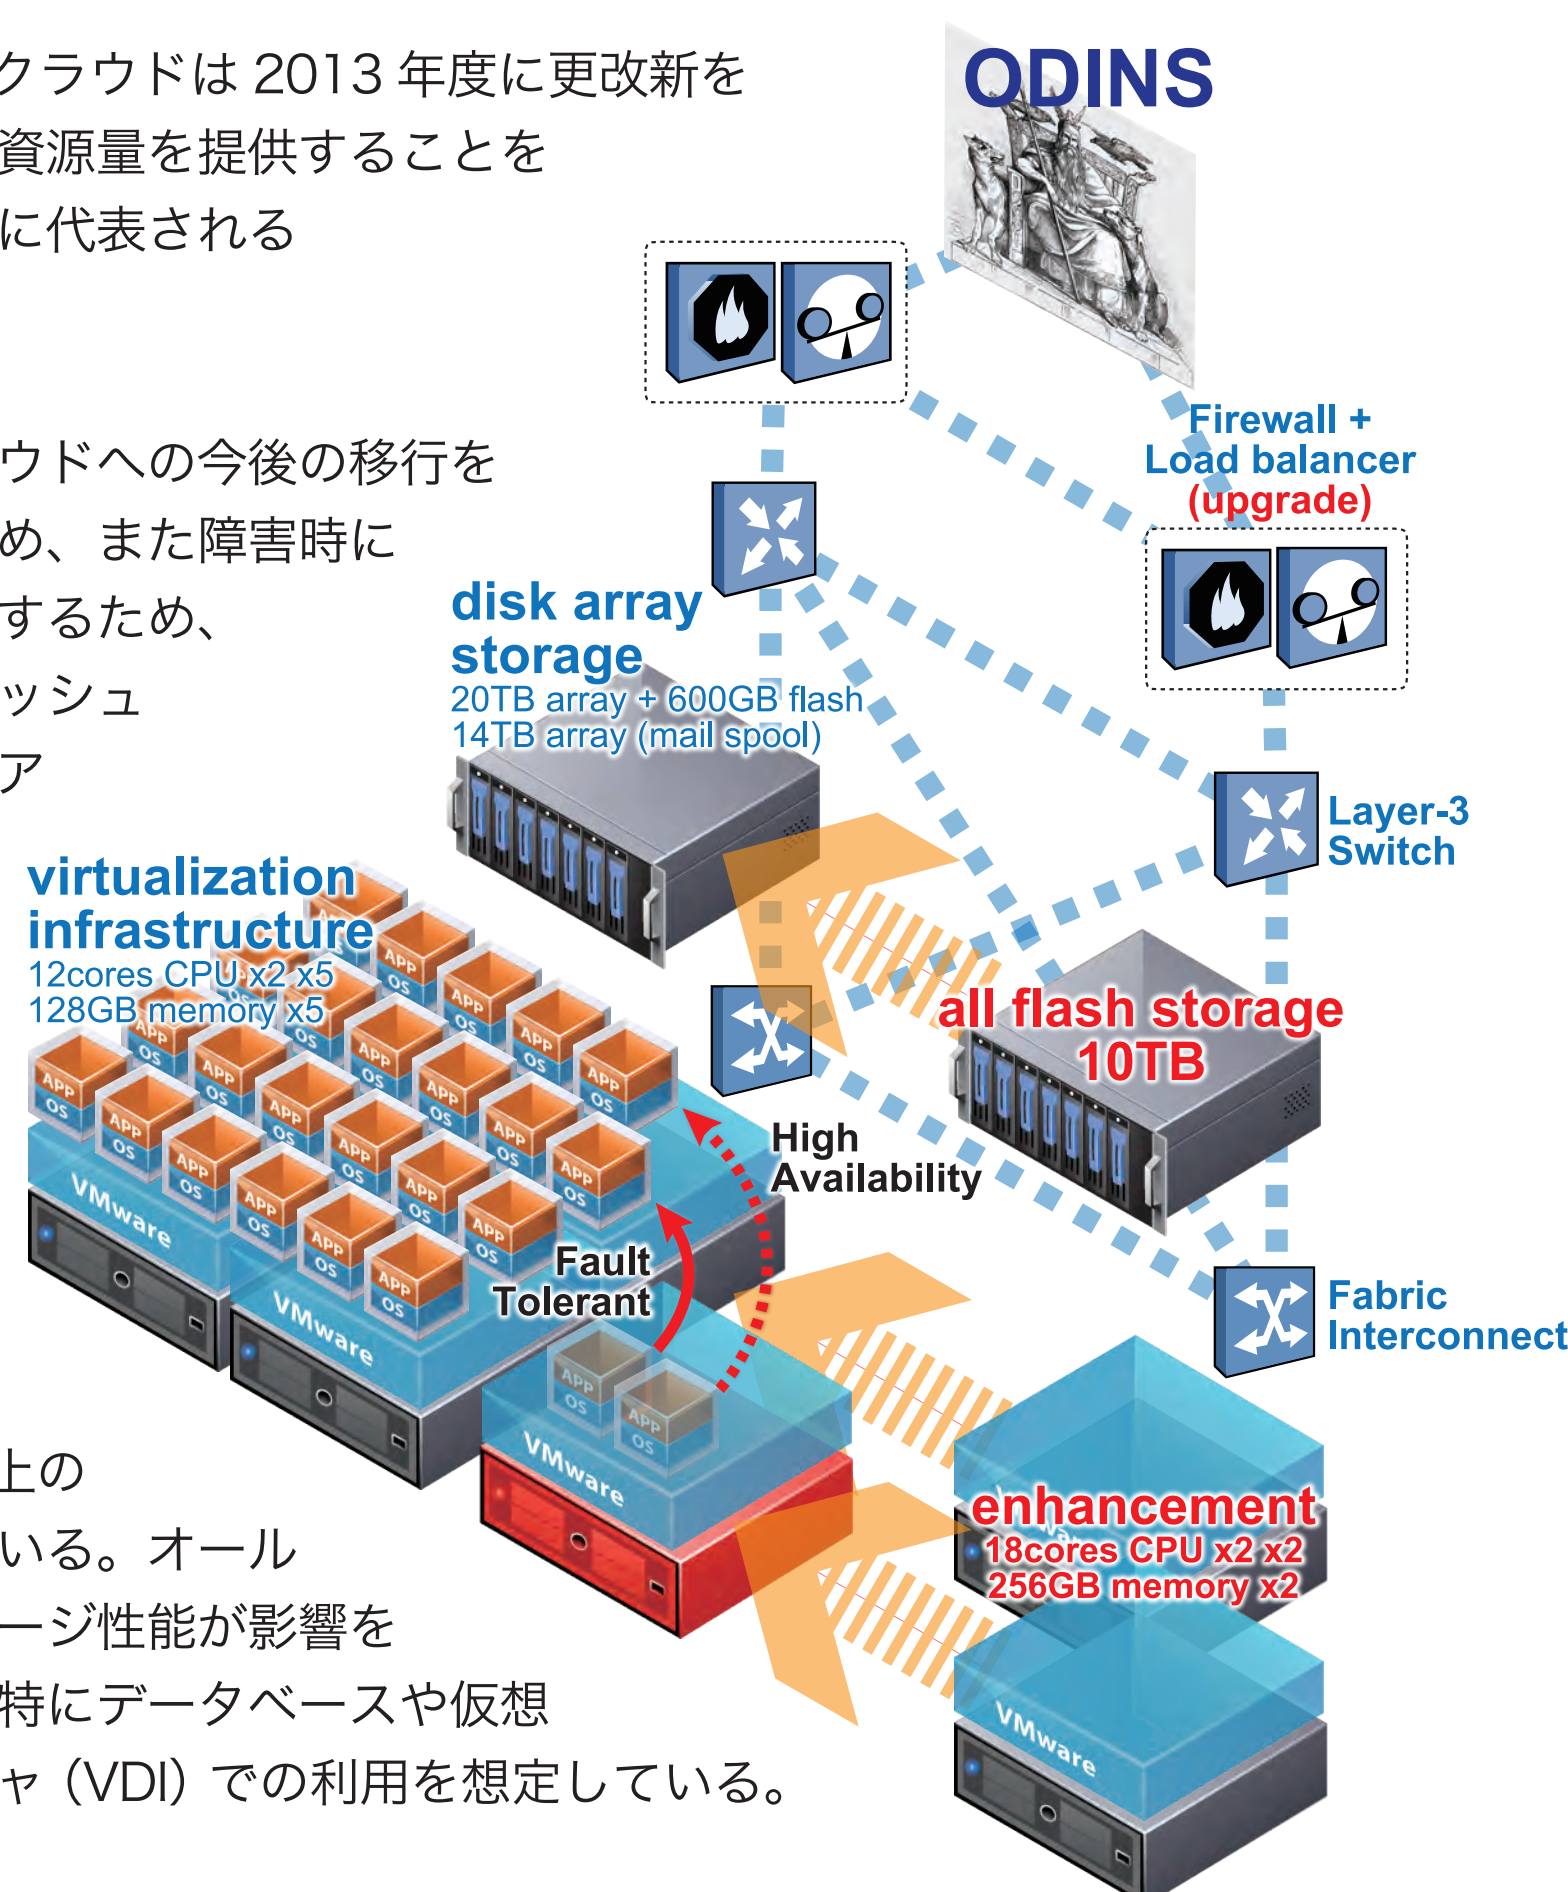 クラウドは 2013 年度に更改新を
資源量を提供することを
に代表される
ウドへの今後の移行を
め、また障害時に
するため、
ッシュ
ア
上の
いる。オール
ージ性能が影響を
特にデータベースや仮想
ャ（VDI）での利用を想定している。
ODINS
Firewall +
Load balancer
(upgrade)
disk array
storage
20TB array + 600GB flash
14TB array (mail spool)
Layer-3
Switch
virtualization
infrastructure
12cores CPU x2 x5
128GB memory x5
all flash storage
10TB
High
Availability
Fault
Tolerant
Fabric
Interconnect
enhancement
18cores CPU x2 x2
256GB memory x2
APP
OS
VMware
VMware
VMware
VMware